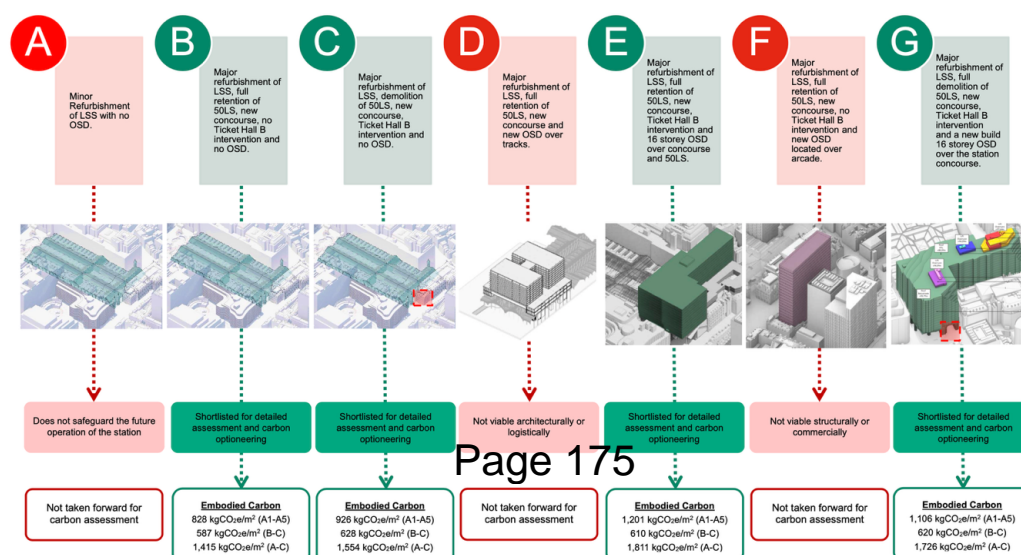 A
B
C
D
E
F
G
Minor
Refurbishment
of LSS with no
OSD.
Major
refurbishment of
LSS, full
retention of 50LS,
new concourse, no
Ticket Hall B
intervention and
no OSD.
Major
refurbishment of
LSS, demolition of
50LS, new
concourse,
Ticket Hall B
intervention and
no OSD.
Major
refurbishment of
LSS, full
retention of
50LS, new
concourse and
new OSD over
tracks.
Major
refurbishment of
LSS, full
retention of
50LS, new
concourse,
Ticket Hall B
intervention and
16 storey OSD
over concourse
and 50LS.
Major
refurbishment of
LSS, full
retention of
50LS, new
concourse, no
Ticket Hall B
intervention and
new OSD
located over
arcade.
Major
refurbishment of
LSS, full
demolition of
50LS, new
concourse,
Ticket Hall B
intervention
and a new build
16 storey OSD
over the station
concourse.
Does not safeguard the future
operation of the station
Shortlisted for detailed
assessment and carbon
optioneering
Shortlisted for detailed
assessment and carbon
optioneering
Not viable architecturally or
logistically
Shortlisted for detailed
assessment and carbon
optioneering
Not viable structurally or
commercially
Shortlisted for detailed
assessment and carbon
optioneering
Page 175
Not taken forward for
carbon assessment
Embodied Carbon
828 kgCO₂e/m² (A1-A5)
587 kgCO₂e/m² (B-C)
1,415 kgCO₂e/m² (A-C)
Embodied Carbon
926 kgCO₂e/m² (A1-A5)
628 kgCO₂e/m² (B-C)
1,554 kgCO₂e/m² (A-C)
Not taken forward for
carbon assessment
Embodied Carbon
1,201 kgCO₂e/m² (A1-A5)
610 kgCO₂e/m² (B-C)
1,811 kgCO₂e/m² (A-C)
Not taken forward for
carbon assessment
Embodied Carbon
1,106 kgCO₂e/m² (A1-A5)
620 kgCO₂e/m² (B-C)
1,726 kgCO₂e/m² (A-C)